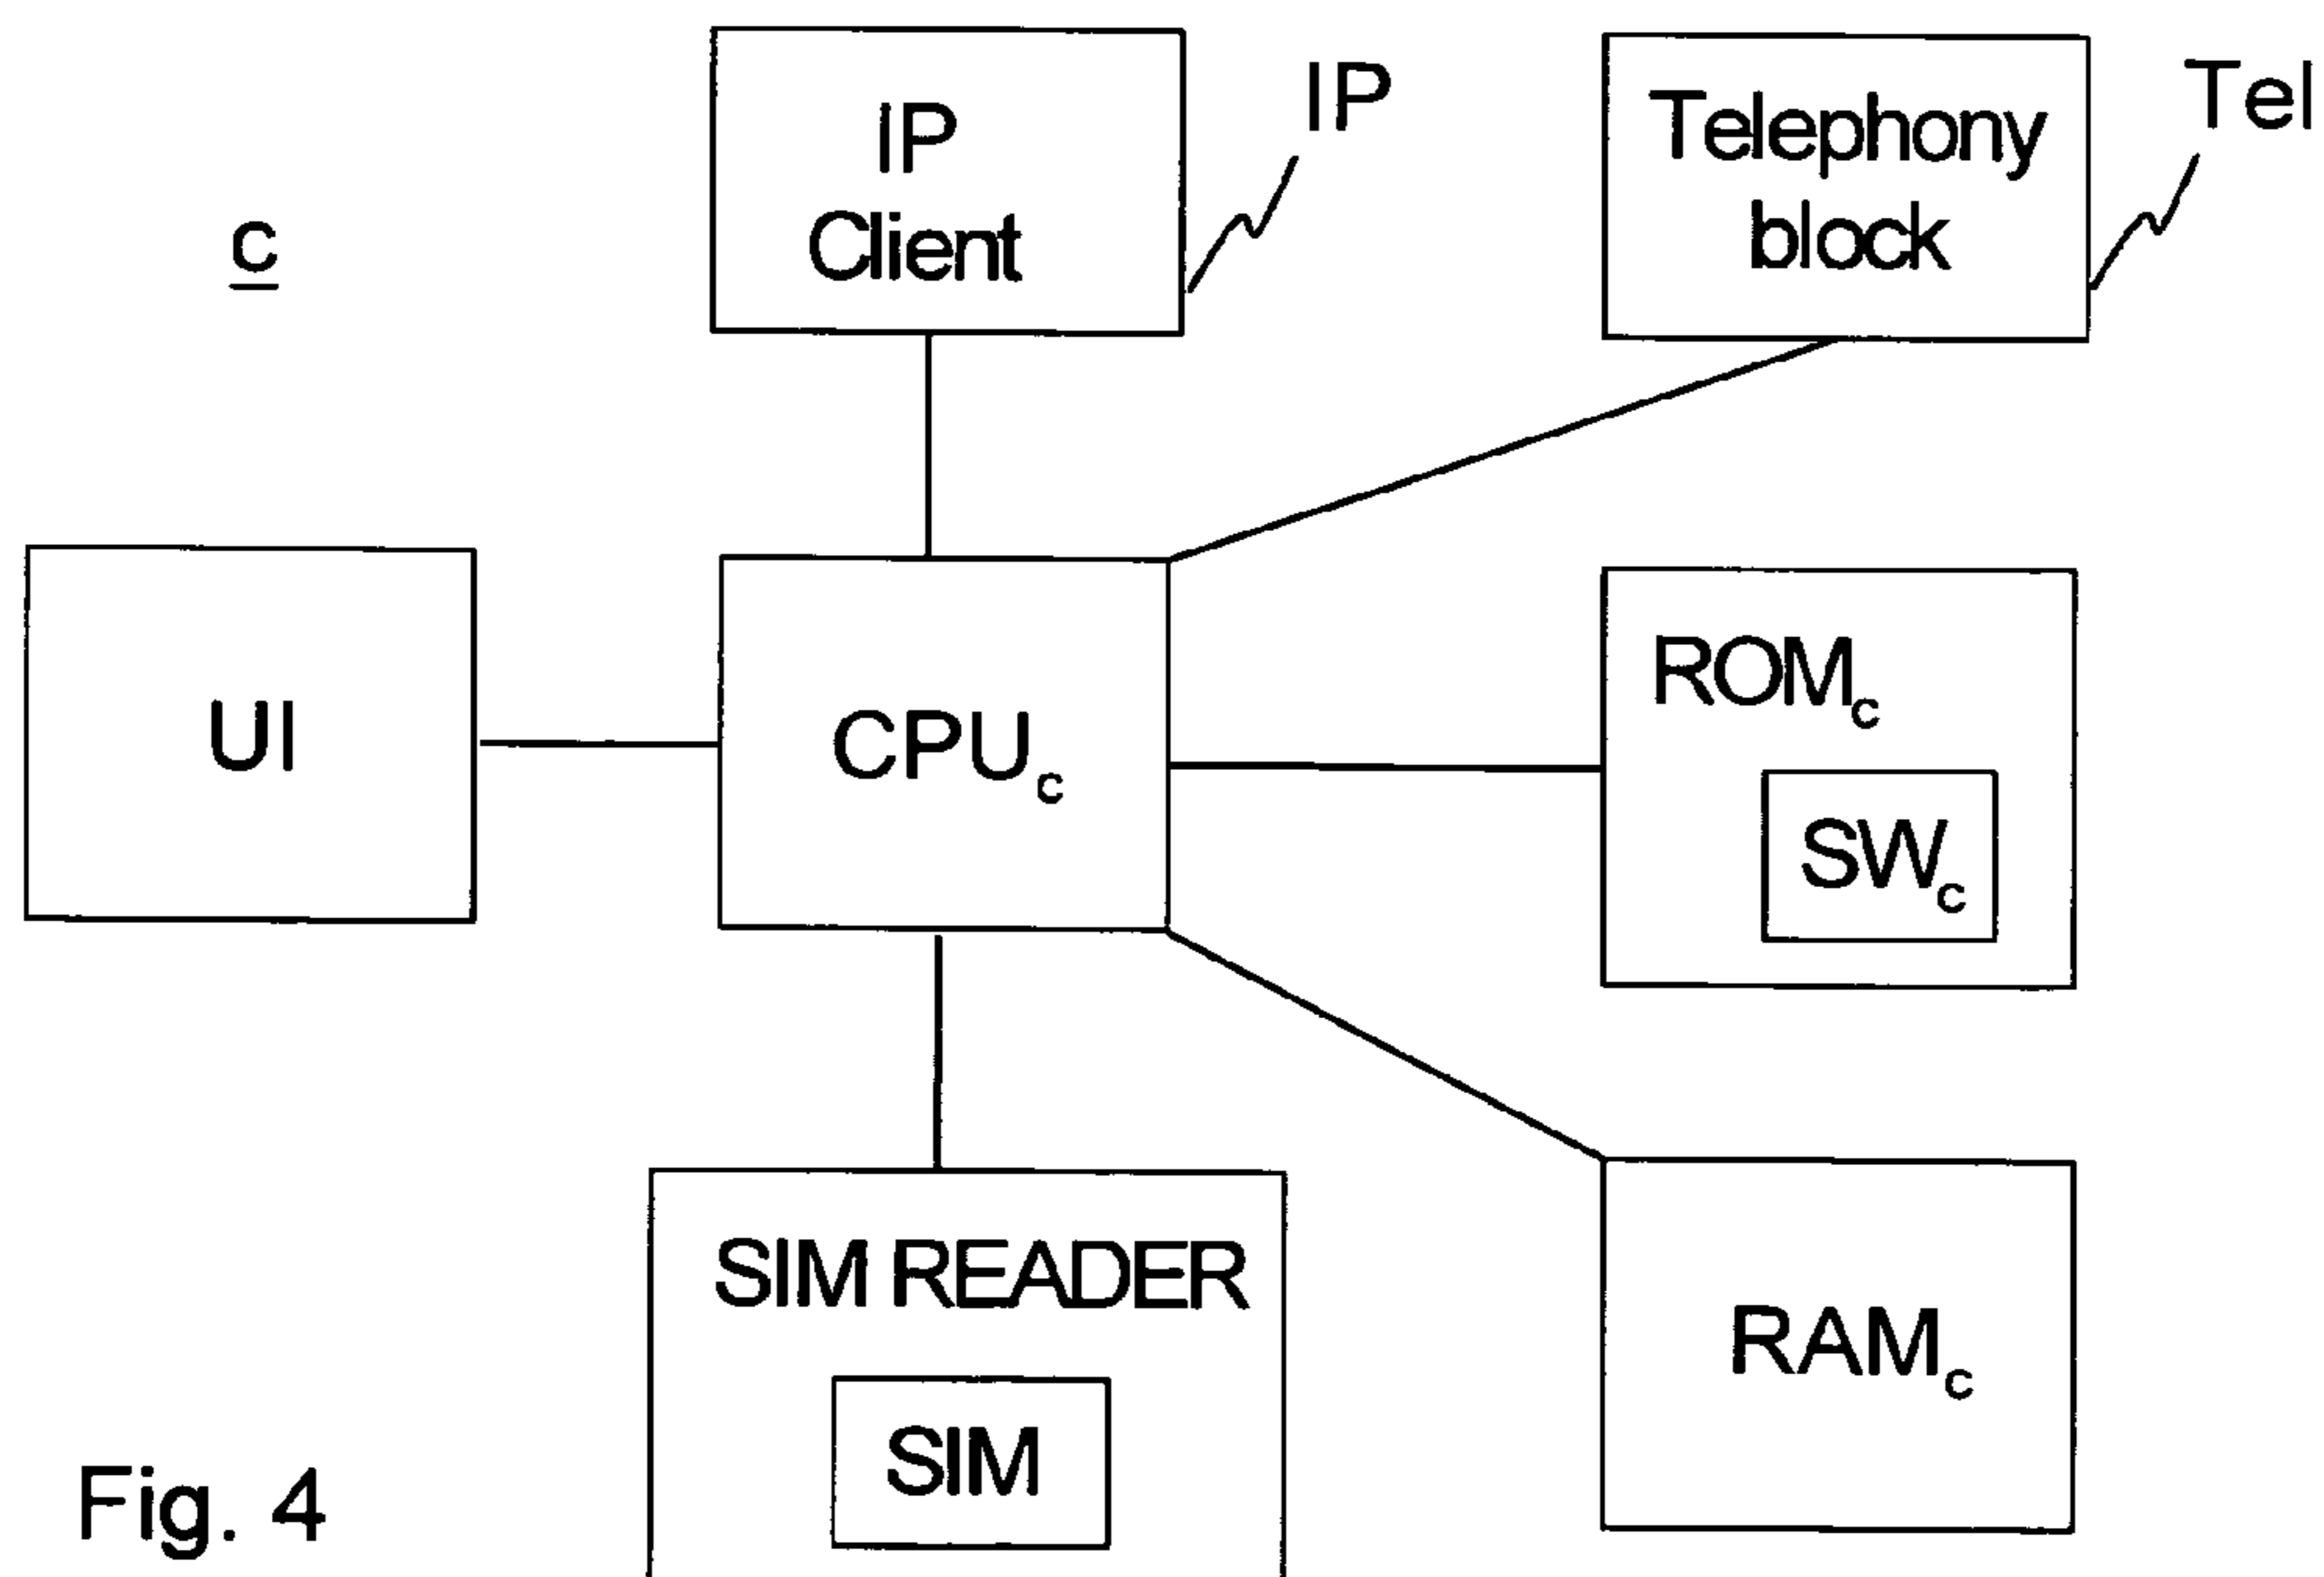 IP
Client
IP
Telephony
block
Tel
c
UI
CPUc
ROMc
SWc
SIM READER
SIM
RAMc
Fig. 4